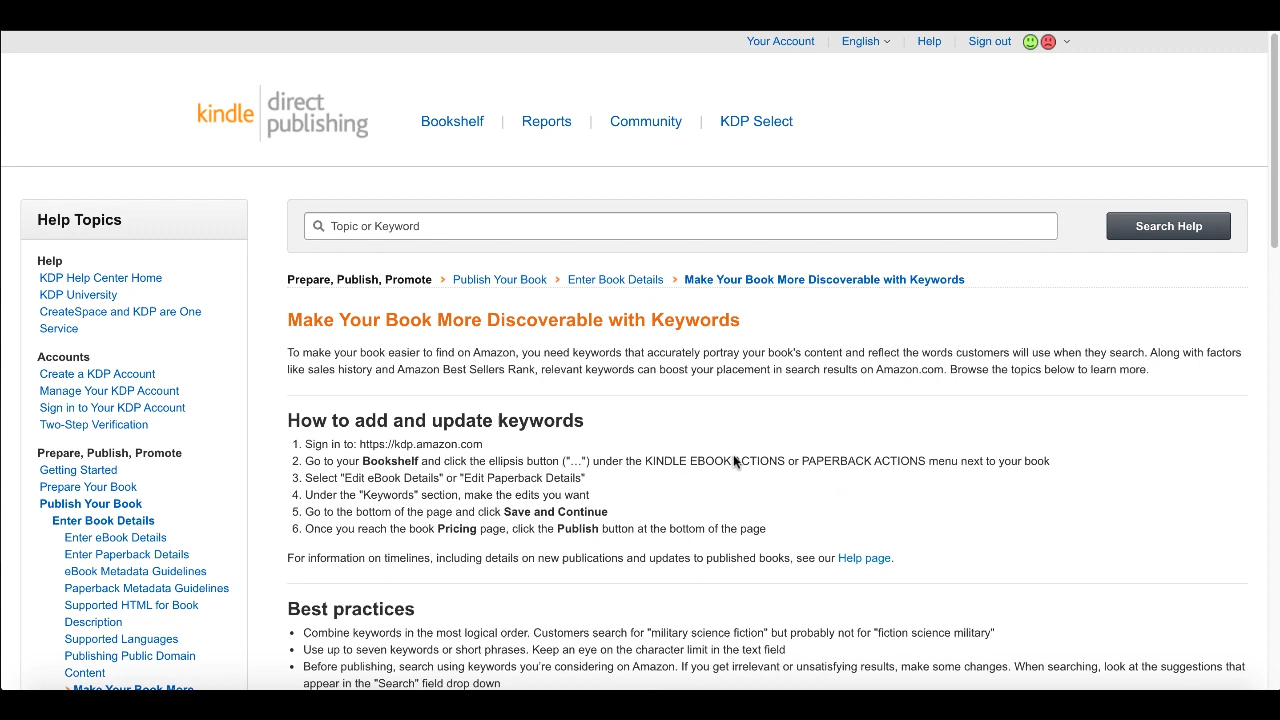 Your Account | English | Help | Sign out
kindle direct publishing
Bookshelf | Reports | Community | KDP Select
Help Topics
Topic or Keyword
Search Help
Help
KDP Help Center Home
KDP University
CreateSpace and KDP are One
Service
Accounts
Create a KDP Account
Manage Your KDP Account
Sign in to Your KDP Account
Two-Step Verification
Prepare, Publish, Promote
Getting Started
Prepare Your Book
Publish Your Book
Enter Book Details
Enter eBook Details
Enter Paperback Details
eBook Metadata Guidelines
Paperback Metadata Guidelines
Supported HTML for Book
Description
Supported Languages
Publishing Public Domain
Content
Make Your Book More
Prepare, Publish, Promote › Publish Your Book › Enter Book Details › Make Your Book More Discoverable with Keywords
Make Your Book More Discoverable with Keywords
To make your book easier to find on Amazon, you need keywords that accurately portray your book's content and reflect the words customers will use when they search. Along with factors
like sales history and Amazon Best Sellers Rank, relevant keywords can boost your placement in search results on Amazon.com. Browse the topics below to learn more.
How to add and update keywords
1. Sign in to: https://kdp.amazon.com
2. Go to your Bookshelf and click the ellipsis button ("…") under the KINDLE EBOOK ACTIONS or PAPERBACK ACTIONS menu next to your book
3. Select "Edit eBook Details" or "Edit Paperback Details"
4. Under the "Keywords" section, make the edits you want
5. Go to the bottom of the page and click Save and Continue
6. Once you reach the book Pricing page, click the Publish button at the bottom of the page
For information on timelines, including details on new publications and updates to published books, see our Help page.
Best practices
• Combine keywords in the most logical order. Customers search for "military science fiction" but probably not for "fiction science military"
• Use up to seven keywords or short phrases. Keep an eye on the character limit in the text field
• Before publishing, search using keywords you're considering on Amazon. If you get irrelevant or unsatisfying results, make some changes. When searching, look at the suggestions that
appear in the "Search" field drop down